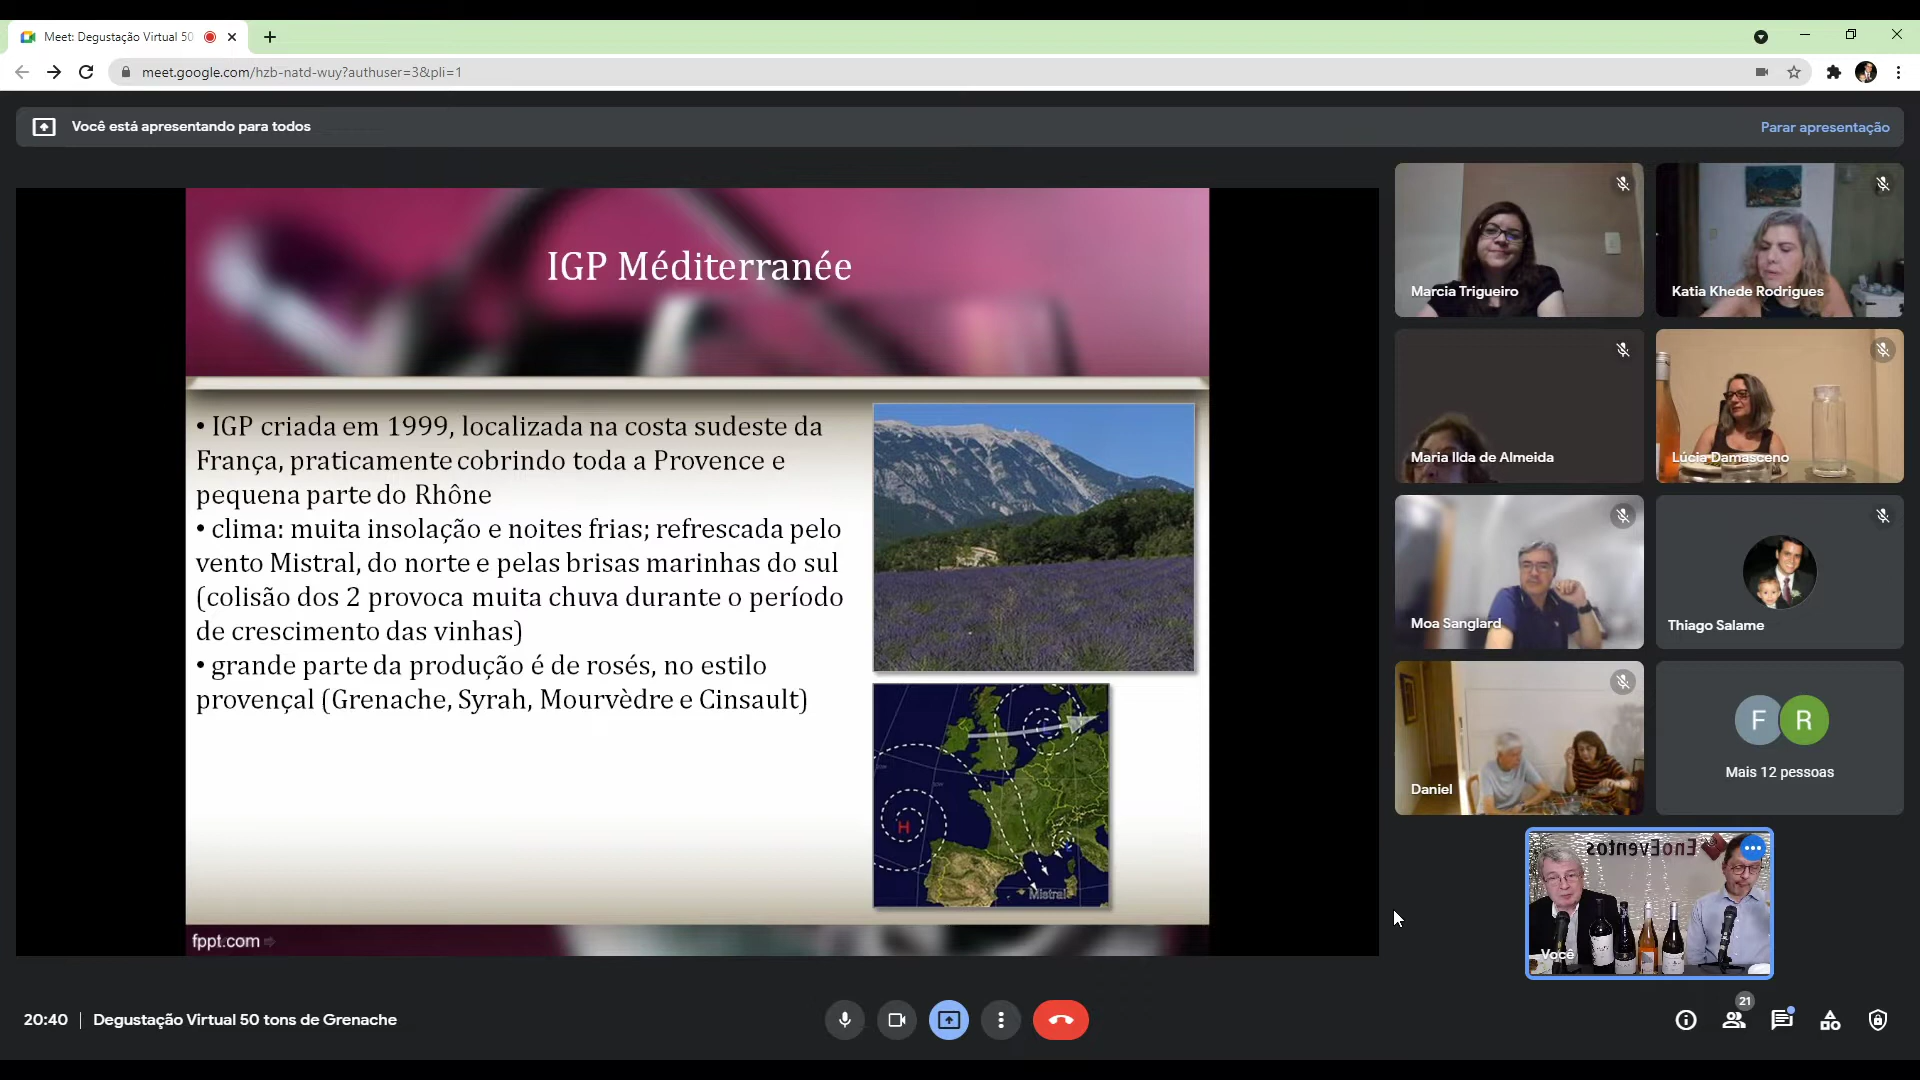 Meet: Degustação Virtual 50
meet.google.com/hzb-natd-wuy?authuser=3&pli=1
Você está apresentando para todos
Parar apresentação
IGP Méditerranée
• IGP criada em 1999, localizada na costa sudeste da
França, praticamente cobrindo toda a Provence e
pequena parte do Rhône
• clima: muita insolação e noites frias; refrescada pelo
vento Mistral, do norte e pelas brisas marinhas do sul
(colisão dos 2 provoca muita chuva durante o período
de crescimento das vinhas)
• grande parte da produção é de rosés, no estilo
provençal (Grenache, Syrah, Mourvèdre e Cinsault)
H
L
Mistral
fppt.com
Marcia Trigueiro
Katia Khede Rodrigues
Maria Ilda de Almeida
Lúcia Damasceno
Moa Sanglard
Thiago Salame
Daniel
F R
Mais 12 pessoas
EnoEventos
Você
20:40 | Degustação Virtual 50 tons de Grenache
21